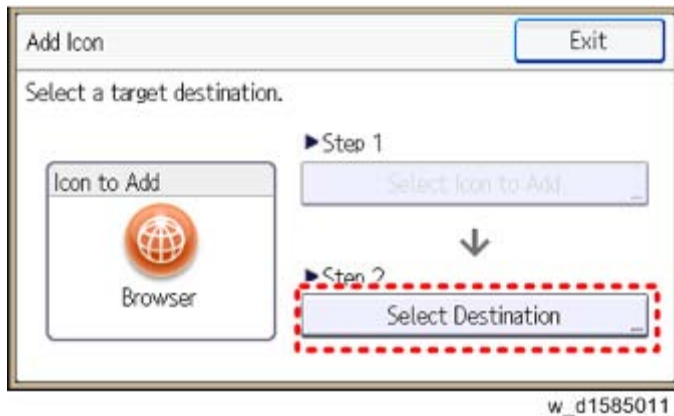 Add Icon
Exit
Select a target destination.
►Step 1
Icon to Add
Select Icon to Add
Browser
►Step 2
Select Destination
w_d1585011